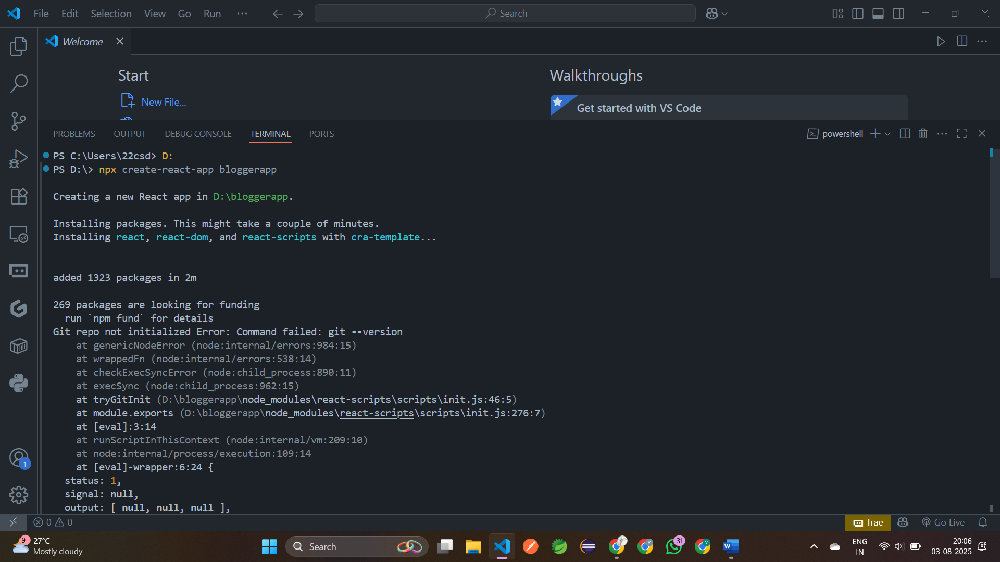 File Edit Selection View Go Run ···
Search
Welcome
Start
New File...
Walkthroughs
Get started with VS Code
PROBLEMS OUTPUT DEBUG CONSOLE TERMINAL PORTS
powershell
PS C:\Users\22csd> D:
PS D:\> npx create-react-app bloggerapp
Creating a new React app in D:\bloggerapp.
Installing packages. This might take a couple of minutes.
Installing react, react-dom, and react-scripts with cra-template...
added 1323 packages in 2m
269 packages are looking for funding
  run `npm fund` for details
Git repo not initialized Error: Command failed: git --version
    at genericNodeError (node:internal/errors:984:15)
    at wrappedFn (node:internal/errors:538:14)
    at checkExecSyncError (node:child_process:890:11)
    at execSync (node:child_process:962:15)
    at tryGitInit (D:\bloggerapp\node_modules\react-scripts\scripts\init.js:46:5)
    at module.exports (D:\bloggerapp\node_modules\react-scripts\scripts\init.js:276:7)
    at [eval]:3:14
    at runScriptInThisContext (node:internal/vm:209:10)
    at node:internal/process/execution:109:14
    at [eval]-wrapper:6:24 {
  status: 1,
  signal: null,
  output: [ null, null, null ],
1
0 0
Trae
Go Live
9+
27°C
Mostly cloudy
Search
V
31
V
W
ENG
IN
20:06
03-08-2025